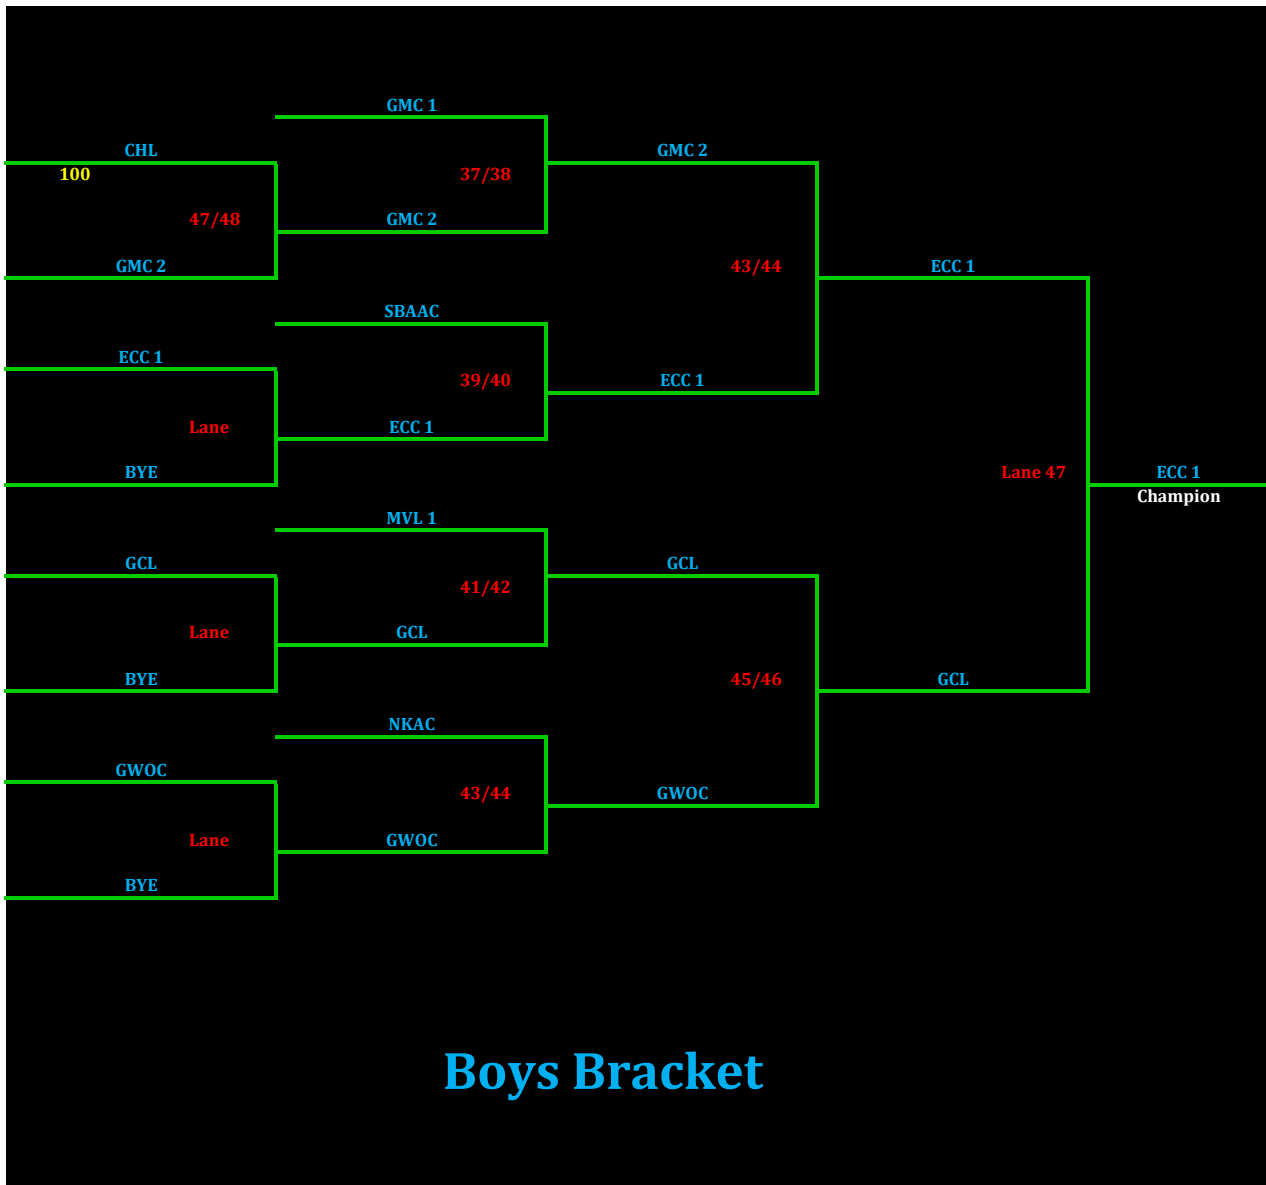 GMC 1
CHL
GMC 2
100
37/38
47/48
GMC 2
GMC 2
43/44
ECC 1
SBAAC
ECC 1
39/40
ECC 1
Lane
ECC 1
BYE
Lane 47
ECC 1
Champion
MVL 1
GCL
GCL
41/42
Lane
GCL
BYE
45/46
GCL
NKAC
GWOC
43/44
GWOC
Lane
GWOC
BYE
Boys Bracket